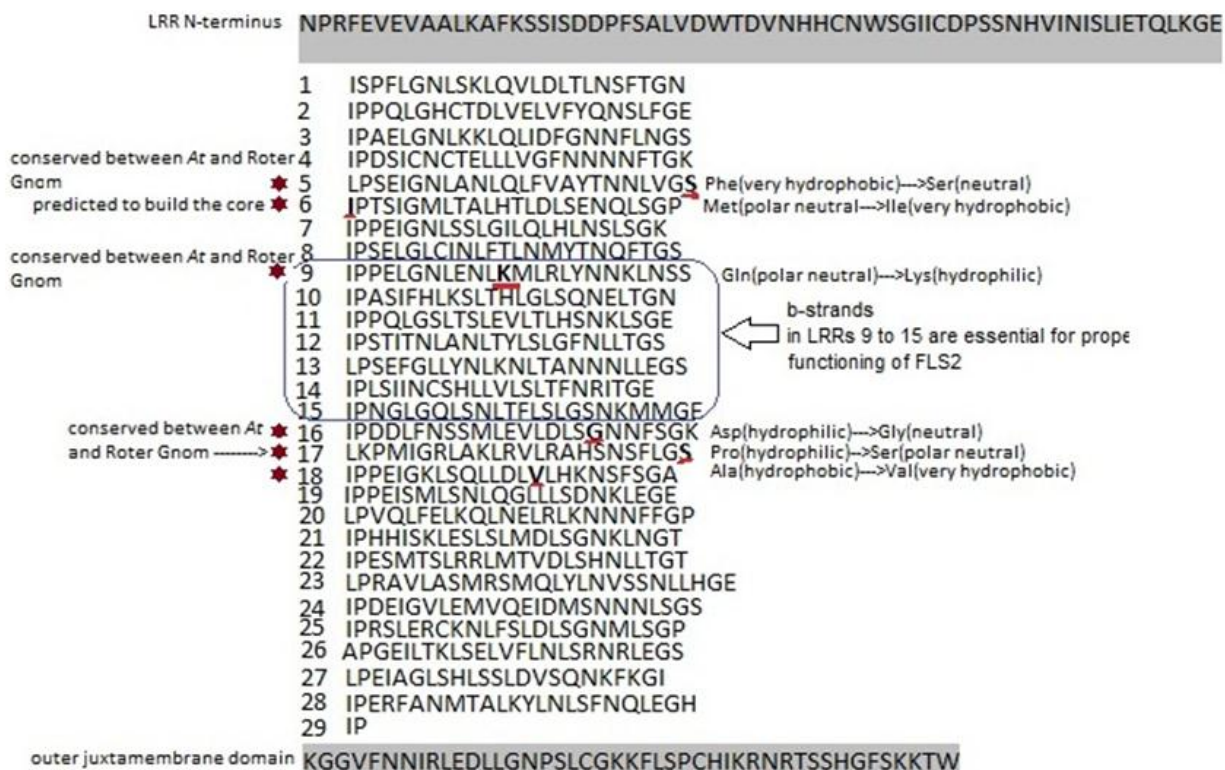 LRR N-terminus NPRFEVEVAALKAFKSSISDDPFSALVDWTDVNHHCNWSGIICDPSSNHVINISLIETQLKGE
1 ISPFLGNLSKLQVLDLTLNSFTGN
2 IPPQLGHCTDLVELVFYQNSLFGE
3 IPAELGNLKKLQLIDFGNNFLNGS
conserved between At and Roter 4 IPDSICNCTELLLVGFNNNNFTGK
Gnom 5 LPSEIGNLANLQLFVAYTNNLVGS Phe(very hydrophobic)--->Ser(neutral)
predicted to build the core 6 IPTSIGMLTALHTLDLSENQLSGP Met(polar neutral--->Ile(very hydrophobic)
7 IPPEIGNLSSLGILQLHLNSLSGK
8 IPSELGLCINLFTLNMYTNQFTGS
conserved between At and Roter 9 IPPELGNLENLKMLRLYNNKLNSS Gln(polar neutral)--->Lys(hydrophilic)
Gnom
10 IPASIFHLKSLTHLGLSQNELTGN
11 IPPQLGSLTSLEVLTLHSNKLSGE b-strands
12 IPSTITNLANLTYLSLGFNLLTGS in LRRs 9 to 15 are essential for prope
13 LPSEFGLLYNLKNLTANNNLLEGS functioning of FLS2
14 IPLSIINCSHLLVLSLTFNRITGE
15 IPNGLGQLSNLTFLSLGSNKMMGE
conserved between At 16 IPDDLFNSSMLEVLDLSGNNFSGK Asp(hydrophilic)--->Gly(neutral)
and Roter Gnom --------> 17 LKPMIGRLAKLRVLRAHSNSFLGS Pro(hydrophilic)--->Ser(polar neutral)
18 IPPEIGKLSQLLDLVLHKNSFSGA Ala(hydrophobic)--->Val(very hydrophobic)
19 IPPEISMLSNLQGLLLSDNKLEGE
20 LPVQLFELKQLNELRLKNNNFFGP
21 IPHHISKLESLSLMDLSGNKLNGT
22 IPESMTSLRRLMTVDLSHNLLTGT
23 LPRAVLASMRSMQLYLNVSSNLLHGE
24 IPDEIGVLEMVQEIDMSNNNLSGS
25 IPRSLERCKNLFSLDLSGNMLSGP
26 APGEILTKLSELVFLNLSRNRLEGS
27 LPEIAGLSHLSSLDVSQNKFKGI
28 IPERFANMTALKYLNLSFNQLEGH
29 IP
outer juxtamembrane domain KGGVFNNIRLEDLLGNPSLCGKKFLSPCHIKRNRTSSHGFSKKTW